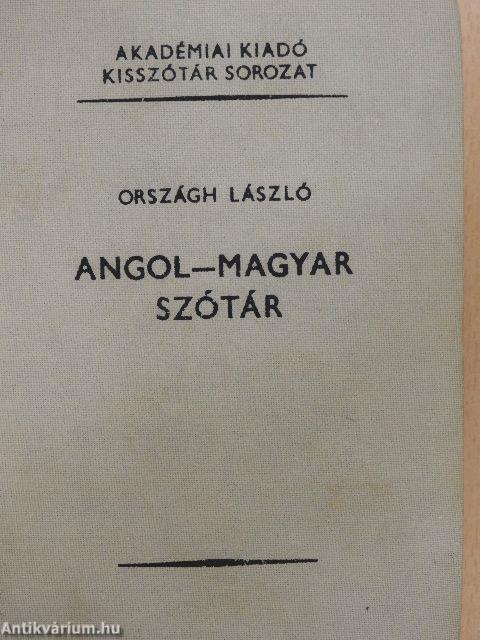 AKADÉMIAI KIADÓ
KISSZÓTÁR SOROZAT
ORSZÁGH LÁSZLÓ
ANGOL—MAGYAR
SZÓTÁR
Antikvárium.hu